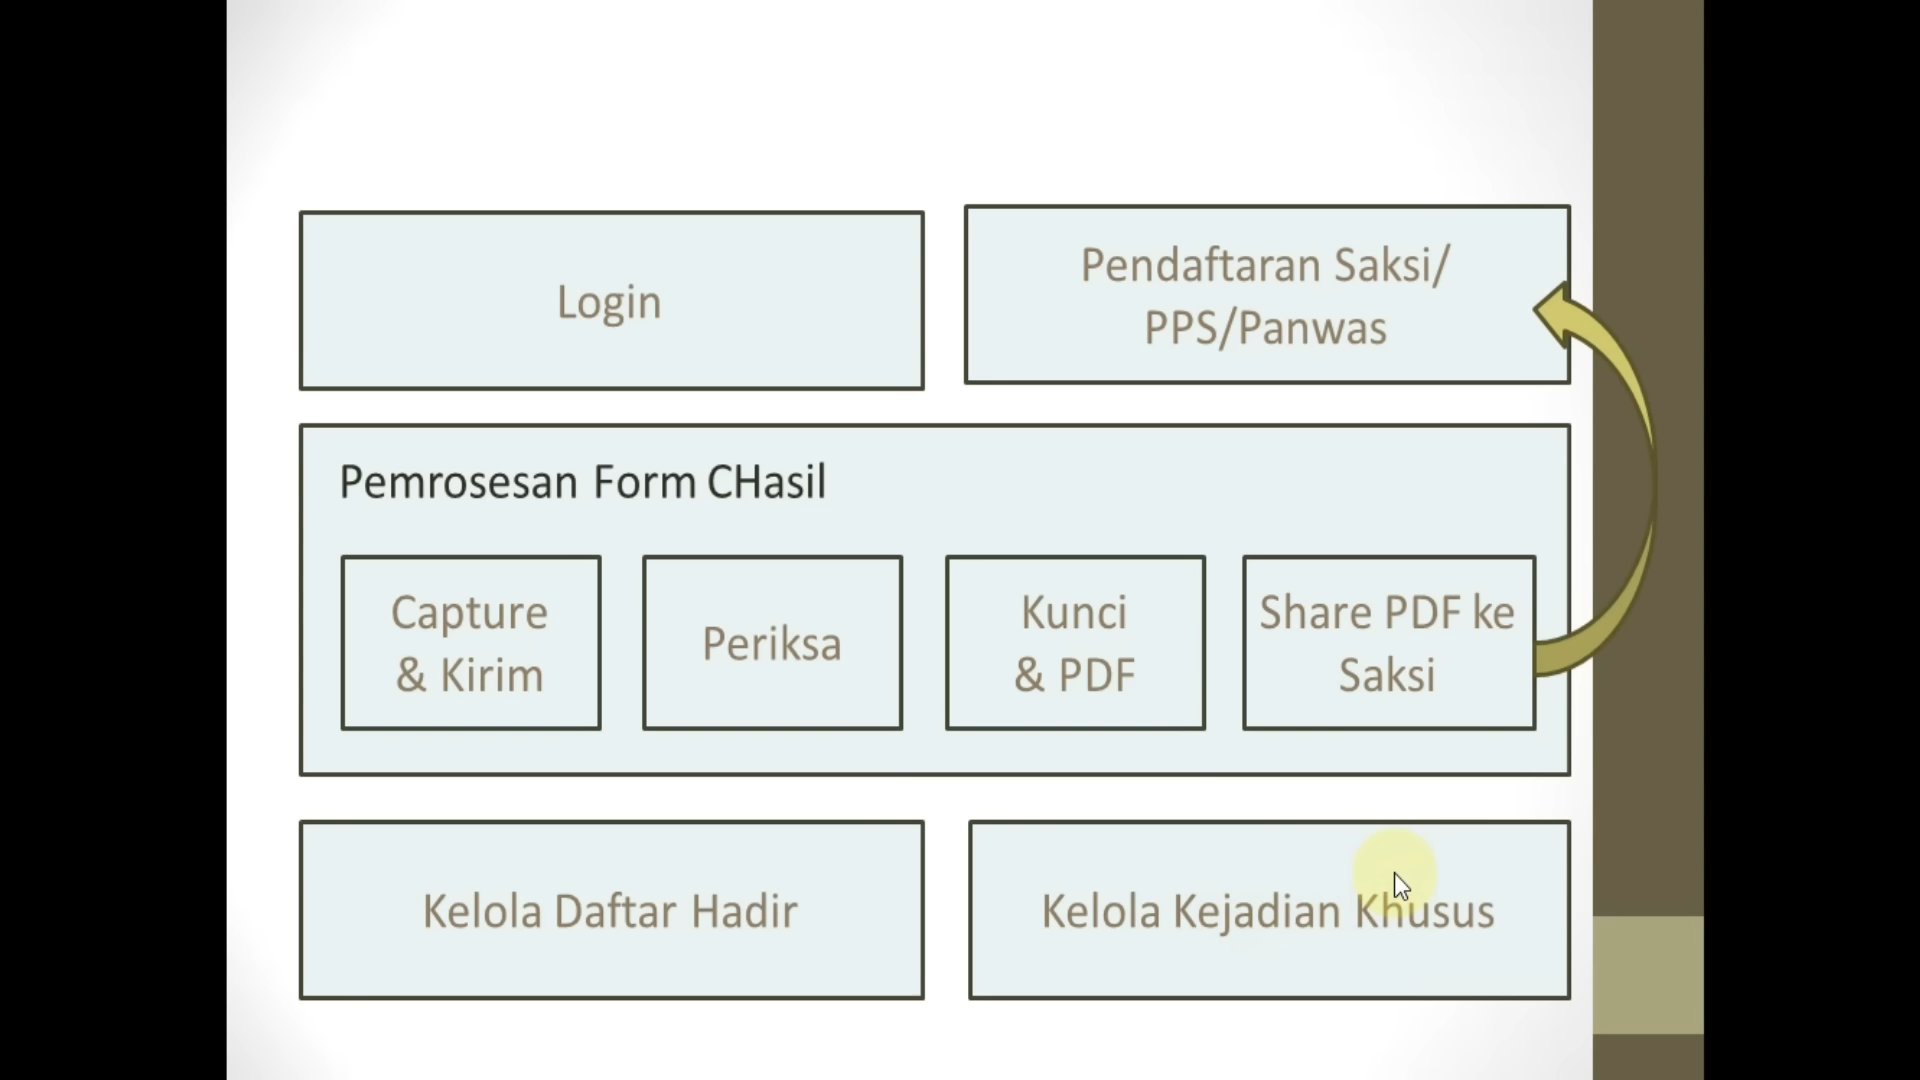 Login
Pendaftaran Saksi/
PPS/Panwas
Pemrosesan Form CHasil
Capture
& Kirim
Periksa
Kunci
& PDF
Share PDF ke
Saksi
Kelola Daftar Hadir
Kelola Kejadian Khusus